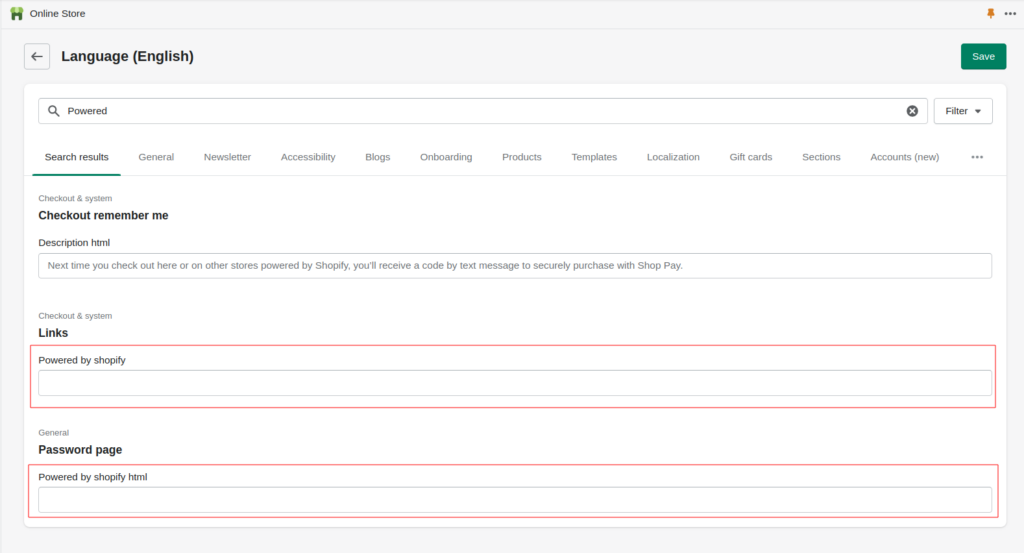 Online Store
Language (English)
Save
Powered
Filter
Search results General Newsletter Accessibility Blogs Onboarding Products Templates Localization Gift cards Sections Accounts (new)
Checkout & system
Checkout remember me
Description html
Next time you check out here or on other stores powered by Shopify, you’ll receive a code by text message to securely purchase with Shop Pay.
Checkout & system
Links
Powered by shopify
General
Password page
Powered by shopify html